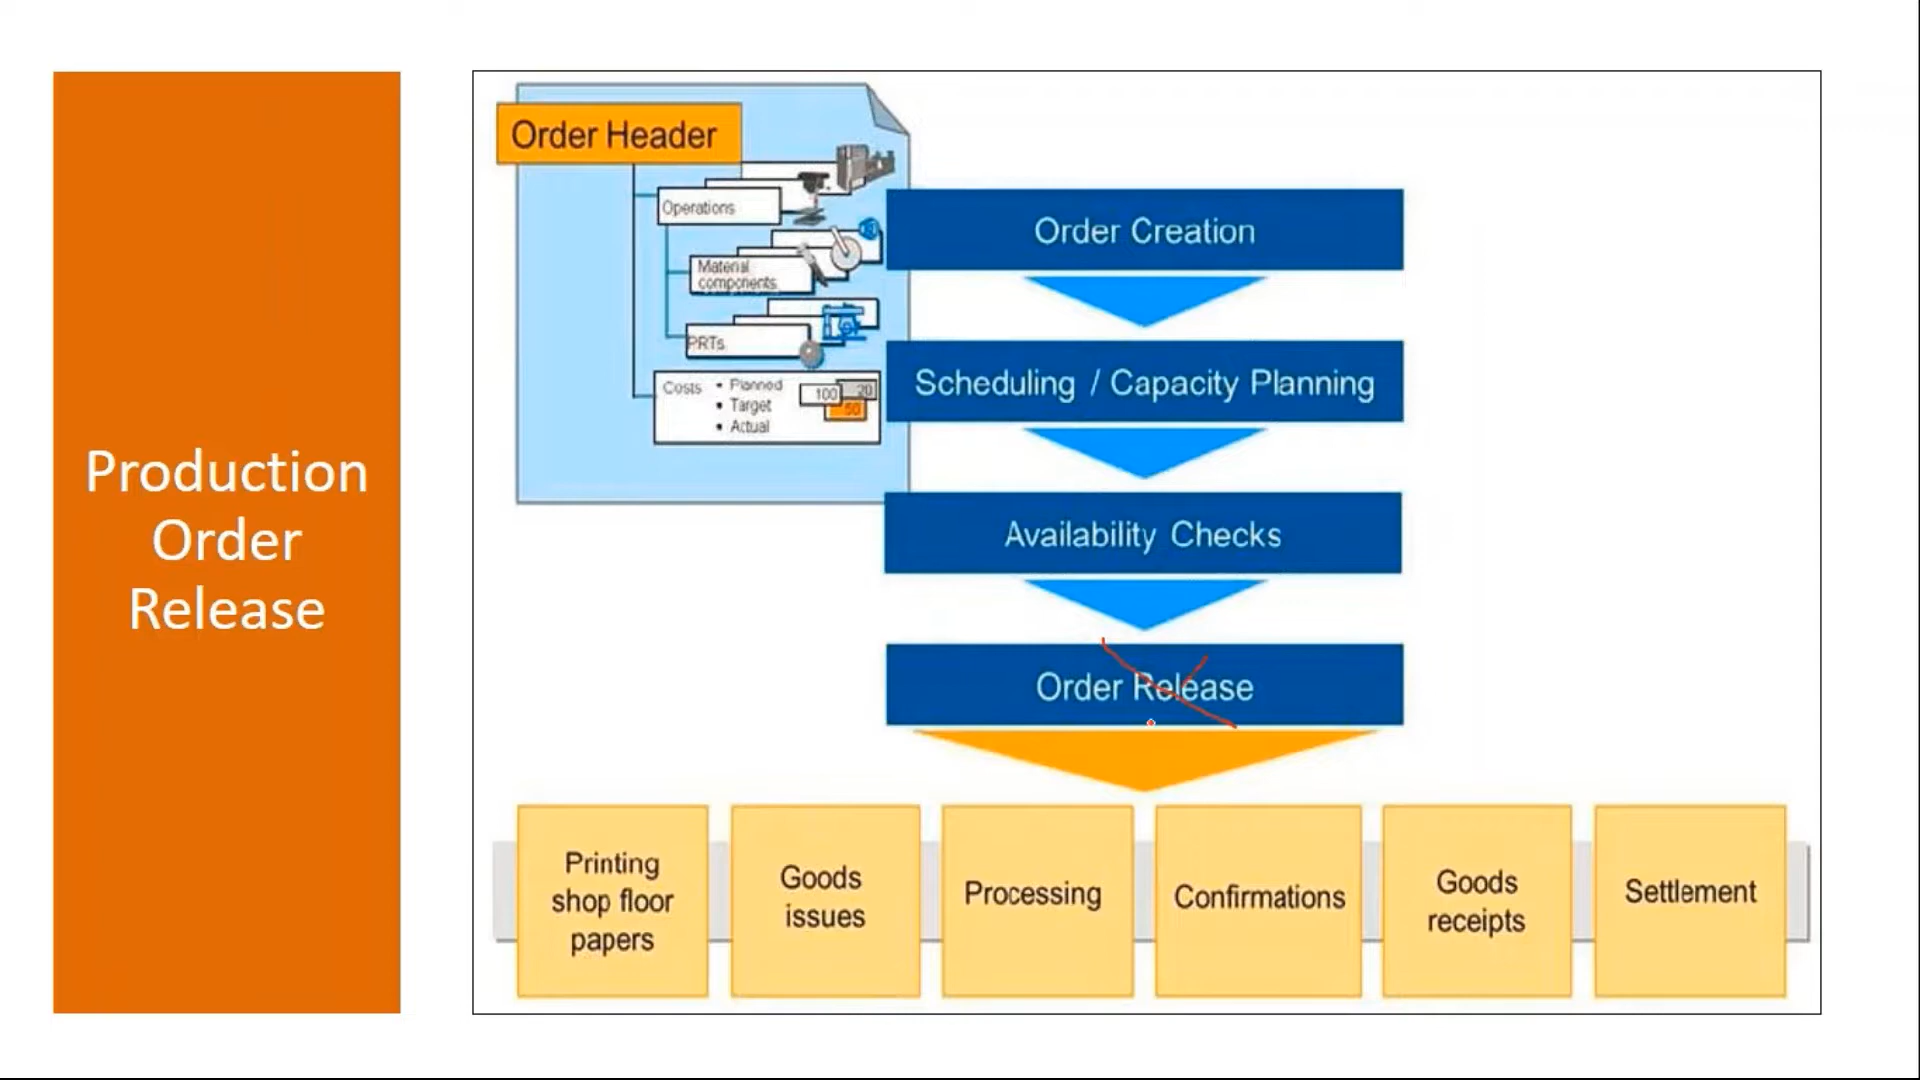 Production
Order
Release
Order Header
Operations
Material
components
PRTs
Costs
• Planned
• Target
• Actual
100
20
50
Order Creation
Scheduling / Capacity Planning
Availability Checks
Order Release
Printing
shop floor
papers
Goods
issues
Processing
Confirmations
Goods
receipts
Settlement